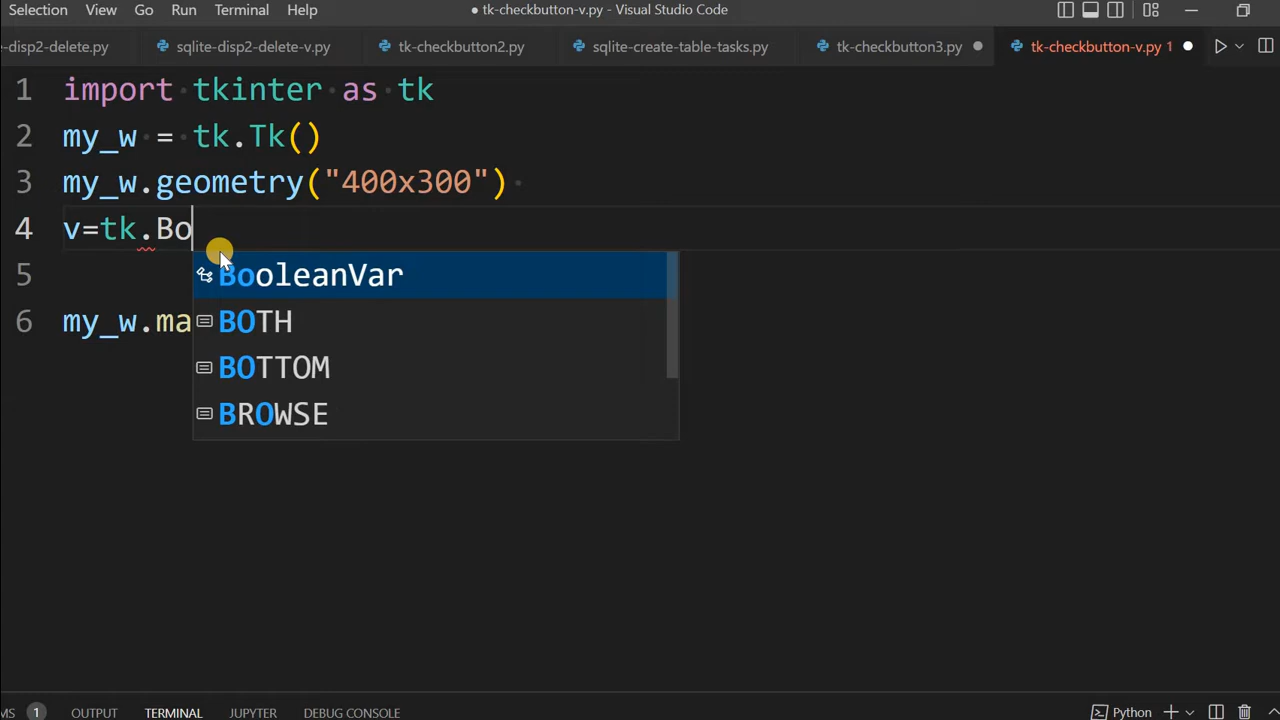 Selection View Go Run Terminal Help ● tk-checkbutton-v.py - Visual Studio Code
-disp2-delete.py sqlite-disp2-delete-v.py tk-checkbutton2.py sqlite-create-table-tasks.py tk-checkbutton3.py ● tk-checkbutton-v.py 1 ●
1 import tkinter as tk
2 my_w = tk.Tk()
3 my_w.geometry("400x300")
4 v=tk.Bo
5 BooleanVar
6 my_w.ma BOTH
BOTTOM
BROWSE
MS 1 OUTPUT TERMINAL JUPYTER DEBUG CONSOLE Python